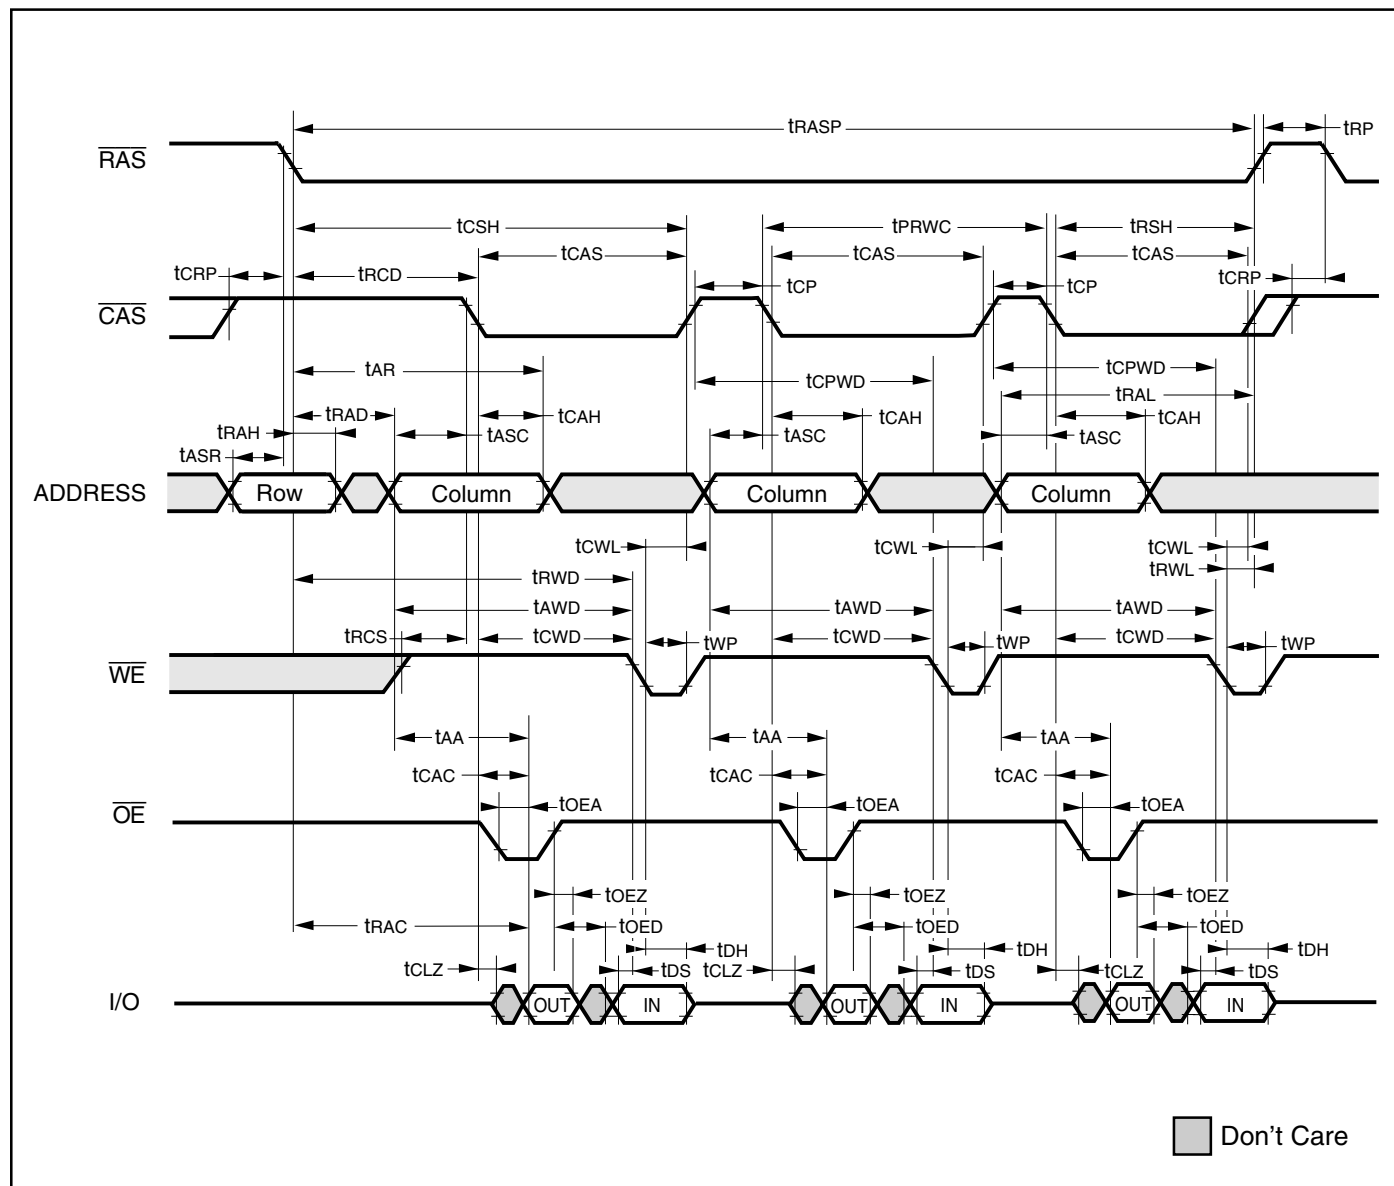 tRASP
tRP
RAS
tCSH
tPRWC
tRSH
tCAS
tCAS
tCAS
tCRP
tRCD
tCP
tCP
tCRP
CAS
tAR
tCPWD
tCPWD
tRAL
tRAD
tCAH
tCAH
tCAH
tRAH
tASC
tASC
tASC
tASR
ADDRESS
Row
Column
Column
Column
tCWL
tCWL
tCWL
tRWL
tRWD
tAWD
tAWD
tAWD
tRCS
tCWD
tWP
tCWD
tWP
tCWD
tWP
WE
tAA
tAA
tAA
tCAC
tCAC
tCAC
tOEA
tOEA
tOEA
OE
tOEZ
tOEZ
tOEZ
tRAC
tOED
tOED
tOED
tDH
tDH
tDH
tCLZ
tDS
tCLZ
tDS
tCLZ
tDS
I/O
OUT
IN
OUT
IN
OUT
IN
Don't Care